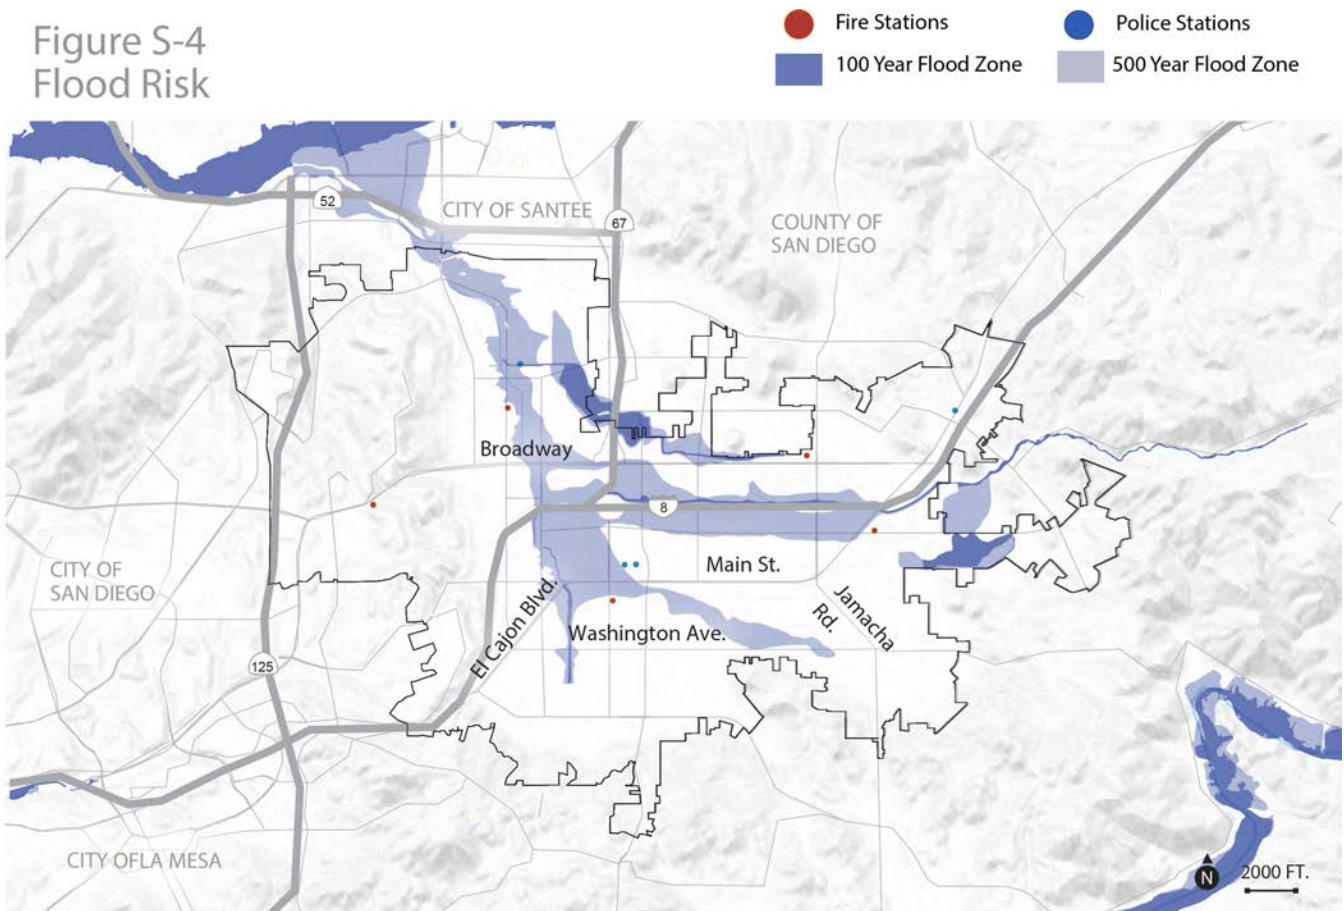 Figure S-4
Flood Risk
Fire Stations
Police Stations
100 Year Flood Zone
500 Year Flood Zone
52
CITY OF SANTEE
67
COUNTY OF
SAN DIEGO
Broadway
8
CITY OF
SAN DIEGO
Main St.
Jamacha
Rd.
El Cajon Blvd.
Washington Ave.
125
CITY OFLA MESA
N
2000 FT.